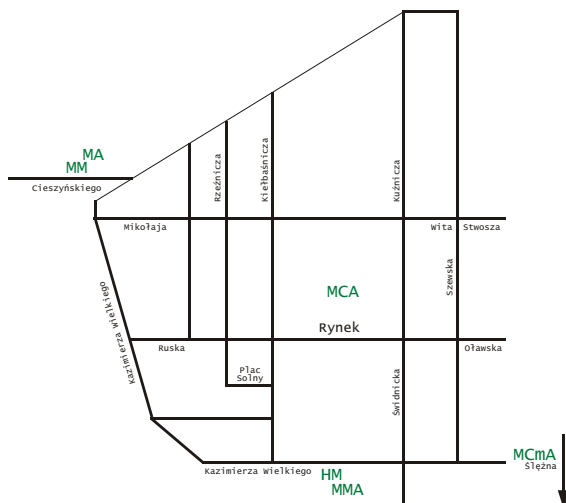 MA
MM
Cieszyńskiego
Rzeźnicza
Kiełbaśnicza
Kuźnicza
Mikołaja
Wita Stwosza
Szewska
Kazimierza wielkiego
MCA
Rynek
Ruska
Oławska
Plac
Solny
Świdnicka
MCmA
Ślężna
Kazimierza Wielkiego
HM
MMA